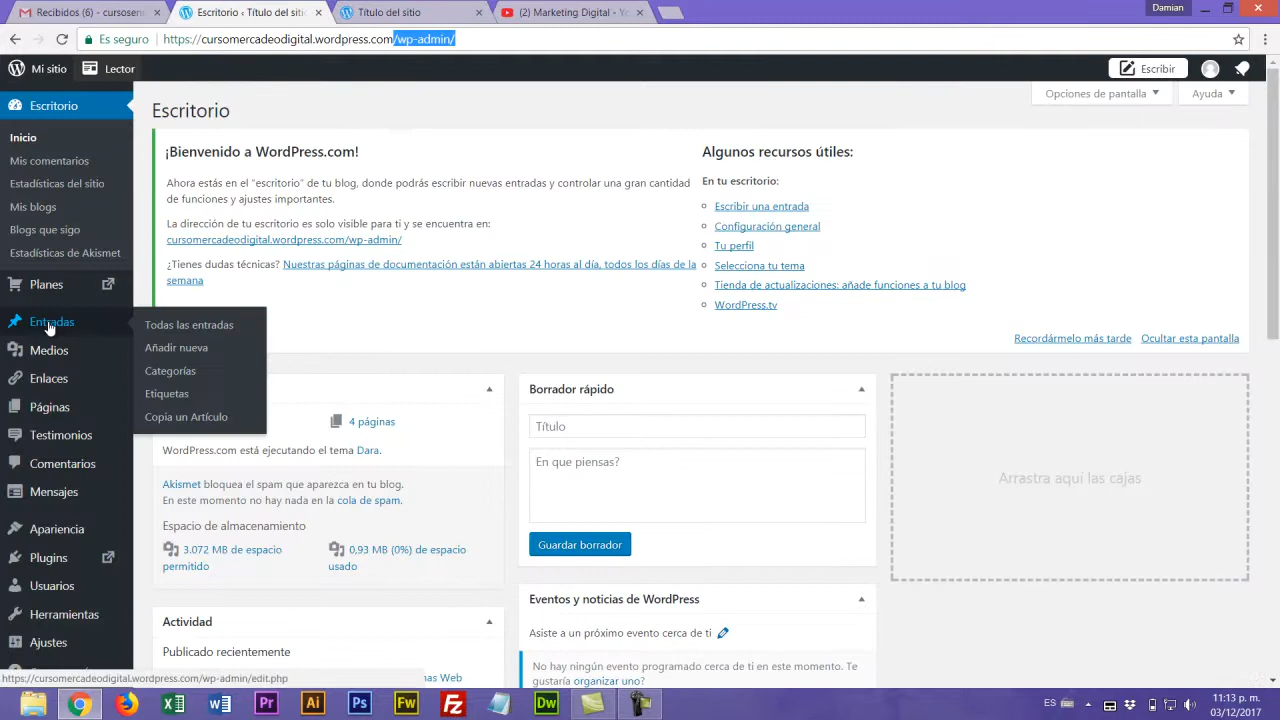 Recibidos (6) - cursosen
Escritorio ‹ Título del sitio
Título del sitio
(2) Marketing Digital - Yo
Damian
Es seguro
https://cursomercadeodigital.wordpress.com/wp-admin/
Mi sitio
Lector
Escribir
Escritorio
Inicio
Mis comentarios
Estadísticas del sitio
Mis blogs
Blogs que sigo
Estadísticas de Akismet
Planes
Entradas
Medios
Enlaces
Páginas
Testimonios
Comentarios
Mensajes
Apariencia
Plugins
Usuarios
Herramientas
Ajustes
Todas las entradas
Añadir nueva
Categorías
Etiquetas
Copia un Artículo
Escritorio
Opciones de pantalla
Ayuda
¡Bienvenido a WordPress.com!
Ahora estás en el "escritorio" de tu blog, donde podrás escribir nuevas entradas y controlar una gran cantidad
de funciones y ajustes importantes.
La dirección de tu escritorio es solo visible para ti y se encuentra en:
cursomercadeodigital.wordpress.com/wp-admin/
¿Tienes dudas técnicas? Nuestras páginas de documentación están abiertas 24 horas al día, todos los días de la
semana
Algunos recursos útiles:
En tu escritorio:
Escribir una entrada
Configuración general
Tu perfil
Selecciona tu tema
Tienda de actualizaciones: añade funciones a tu blog
WordPress.tv
Recordármelo más tarde
Ocultar esta pantalla
4 páginas
WordPress.com está ejecutando el tema Dara.
Akismet bloquea el spam que aparezca en tu blog.
En este momento no hay nada en la cola de spam.
Espacio de almacenamiento
3.072 MB de espacio
permitido
0,93 MB (0%) de espacio
usado
Actividad
Publicado recientemente
nas Web
Borrador rápido
Título
En que piensas?
Guardar borrador
Eventos y noticias de WordPress
Asiste a un próximo evento cerca de ti
No hay ningún evento programado cerca de ti en este momento. Te
gustaría organizar uno?
Arrastra aquí las cajas
https://cursomercadeodigital.wordpress.com/wp-admin/edit.php
Pr
Ai
Ps
Fw
Fz
Dw
ES
11:13 p. m.
03/12/2017